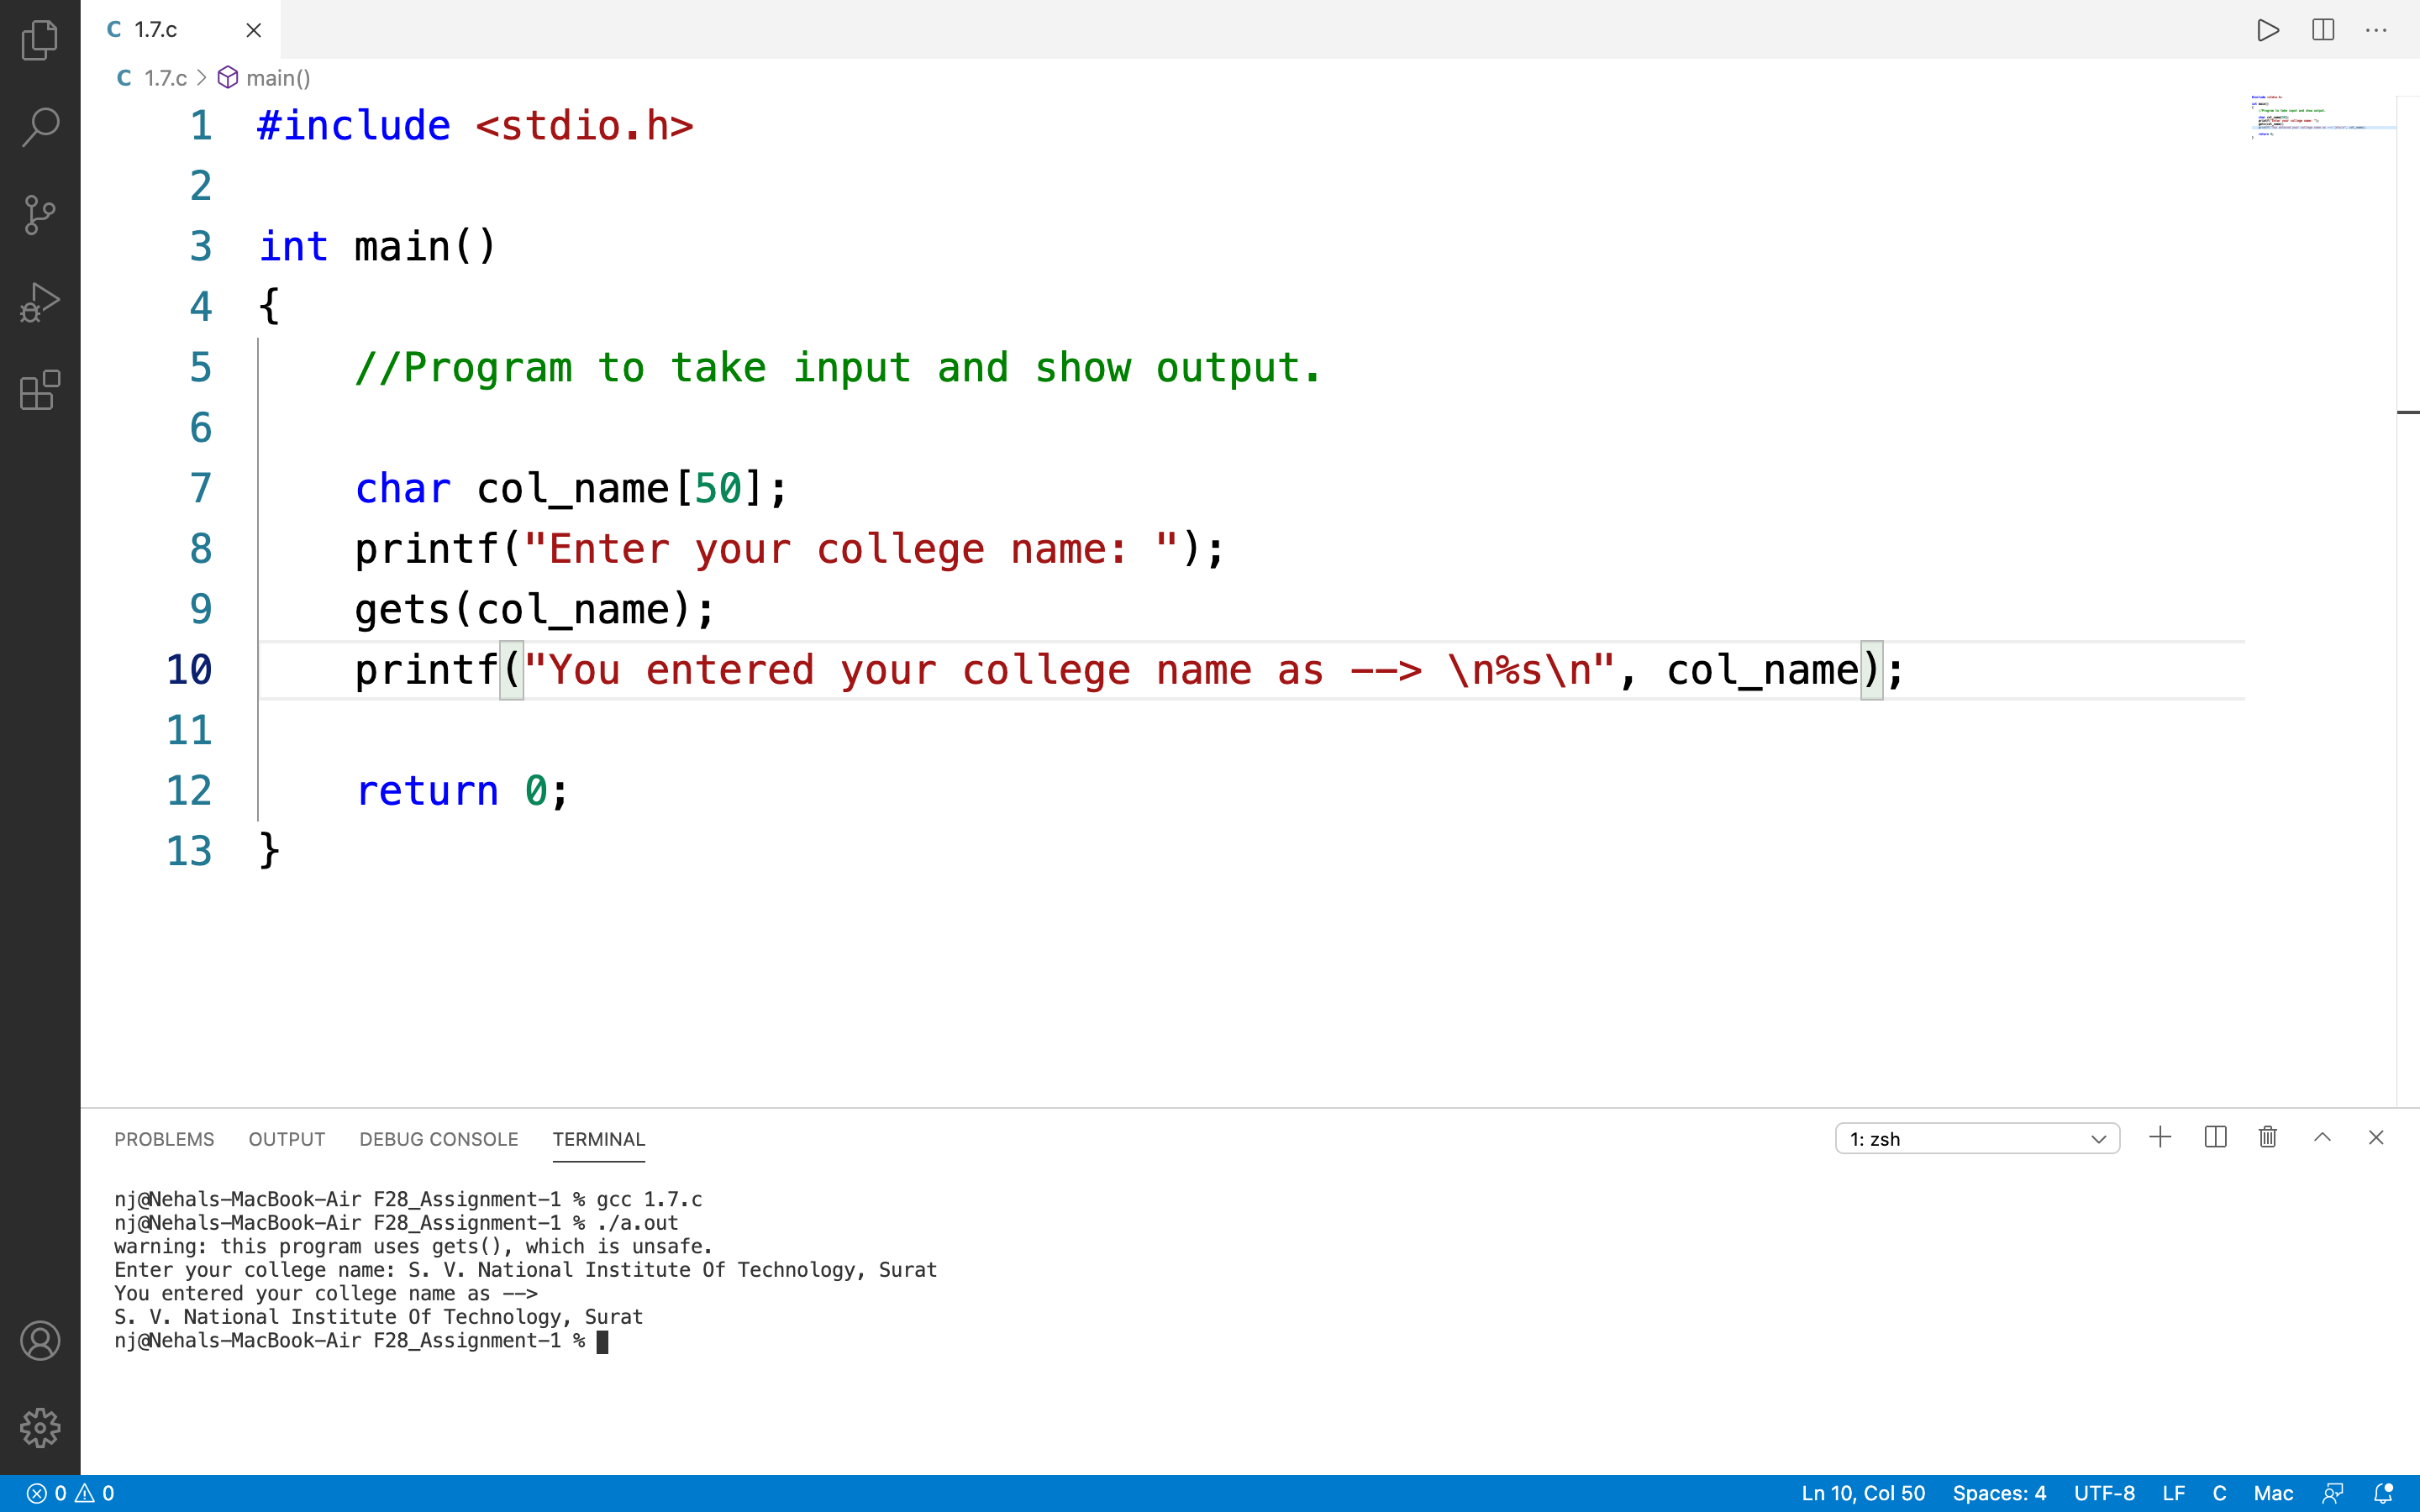 C 1.7.c
C 1.7.c > main()
1 #include <stdio.h>
2
3 int main()
4 {
5     //Program to take input and show output.
6
7     char col_name[50];
8     printf("Enter your college name: ");
9     gets(col_name);
10     printf("You entered your college name as --> \n%s\n", col_name);
11
12     return 0;
13 }
PROBLEMS OUTPUT DEBUG CONSOLE TERMINAL 1: zsh
nj@Nehals-MacBook-Air F28_Assignment-1 % gcc 1.7.c
nj@Nehals-MacBook-Air F28_Assignment-1 % ./a.out
warning: this program uses gets(), which is unsafe.
Enter your college name: S. V. National Institute Of Technology, Surat
You entered your college name as -->
S. V. National Institute Of Technology, Surat
nj@Nehals-MacBook-Air F28_Assignment-1 %
0 0 Ln 10, Col 50 Spaces: 4 UTF-8 LF C Mac